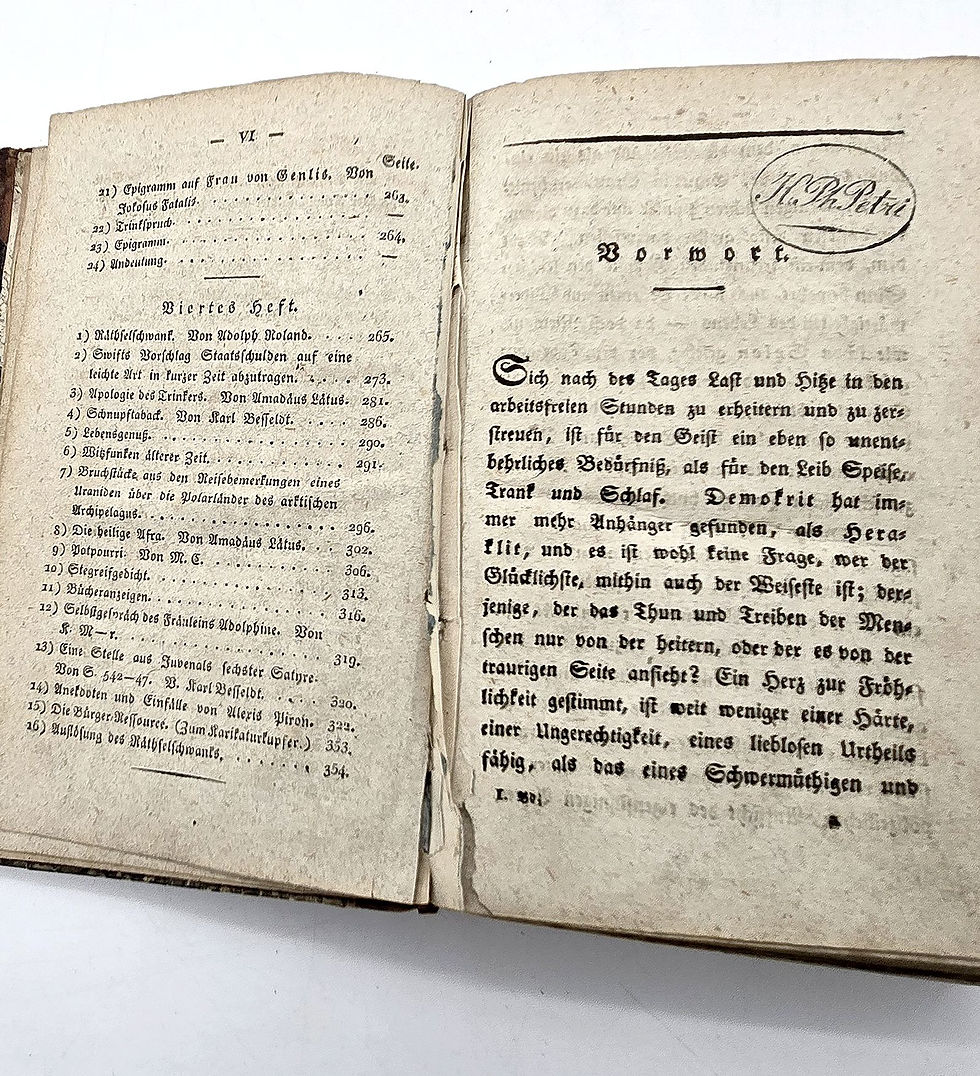 — VI —
Seite.
21) Epigramm auf Frau von Genlis. Von
Jokosus Fatalis. 263.
22) Trinkspruch. —
23) Epigramm. 264.
24) Andeutung. —
Viertes Heft.
1) Räthselschwank. Von Adolph Roland. 265.
2) Swifts Vorschlag Staatsschulden auf eine
leichte Art in kurzer Zeit abzutragen. 273.
3) Apologie des Trinkers. Von Amadäus Lätus. 281.
4) Schnupftaback. Von Karl Besseldt. 286.
5) Lebensgenuß. 290.
6) Witzfunken älterer Zeit. 291.
7) Bruchstücke aus den Reisebemerkungen eines
Uraniden über die Polarländer des arktischen
Archipelagus. 296.
8) Die heilige Afra. Von Amadäus Lätus. 302.
9) Potpourri. Von M. C. 306.
10) Stegreifgedicht. 313.
11) Bücheranzeigen. 316.
12) Selbstgespräch des Fräuleins Adolphine. Von
K. M—r. 319.
13) Eine Stelle aus Juvenals sechster Satyre.
Von S. 542—47. V. Karl Besseldt. 320.
14) Anekdoten und Einfälle von Alexis Piron. 322.
15) Die Bürger-Ressource. (Zum Karikaturkupfer.) 353.
16) Auflösung des Räthselschwanks. 354.
H. Ph. Petri
Vorwort.
Sich nach des Tages Last und Hitze in den
arbeitsfreien Stunden zu erheitern und zu zer-
streuen, ist für den Geist ein eben so unent-
behrliches Bedürfniß, als für den Leib Speise,
Trank und Schlaf. Demokrit hat im-
mer mehr Anhänger gefunden, als Hera-
klit, und es ist wohl keine Frage, wer der
Glücklichste, mithin auch der Weiseste ist; der-
jenige, der das Thun und Treiben der Men-
schen nur von der heitern, oder der es von der
traurigen Seite ansieht? Ein Herz zur Fröh-
lichkeit gestimmt, ist weit weniger einer Härte,
einer Ungerechtigkeit, eines lieblosen Urtheils
fähig, als das eines Schwermüthigen und
I. Bd.